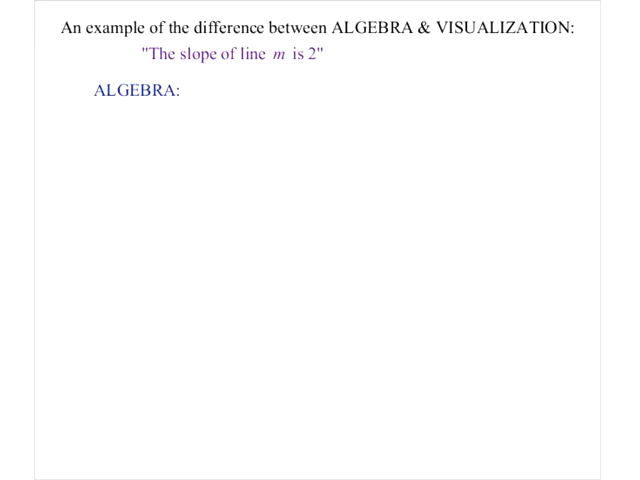 An example of the difference between ALGEBRA & VISUALIZATION:
"The slope of line m is 2"
ALGEBRA: